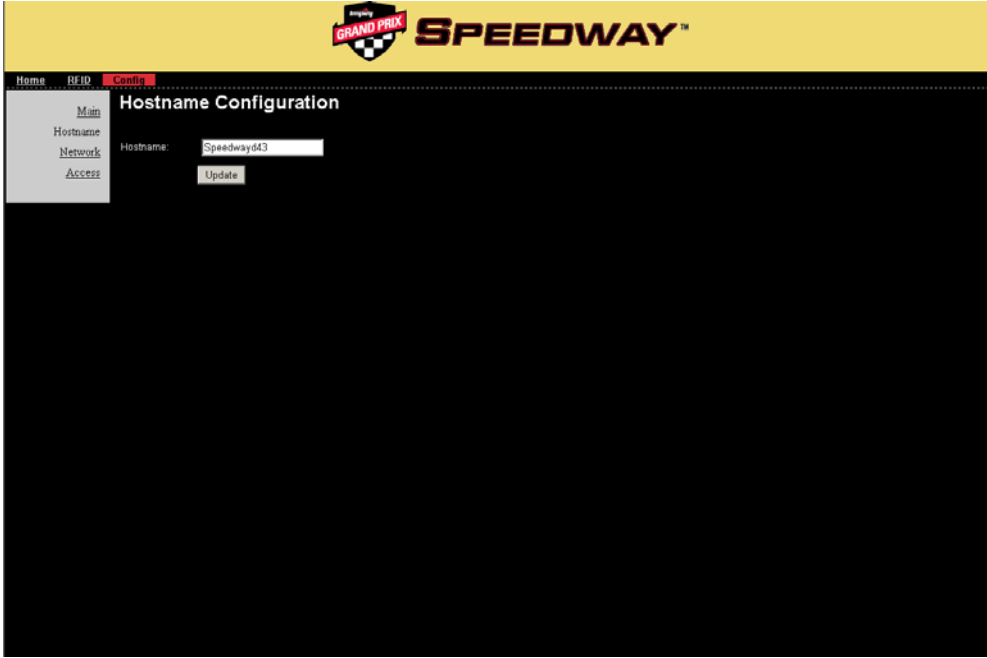 GRAND PRIX
SPEEDWAY™
Home RFID Config
Main
Hostname
Network
Access
Hostname Configuration
Hostname: Speedwayd43
Update